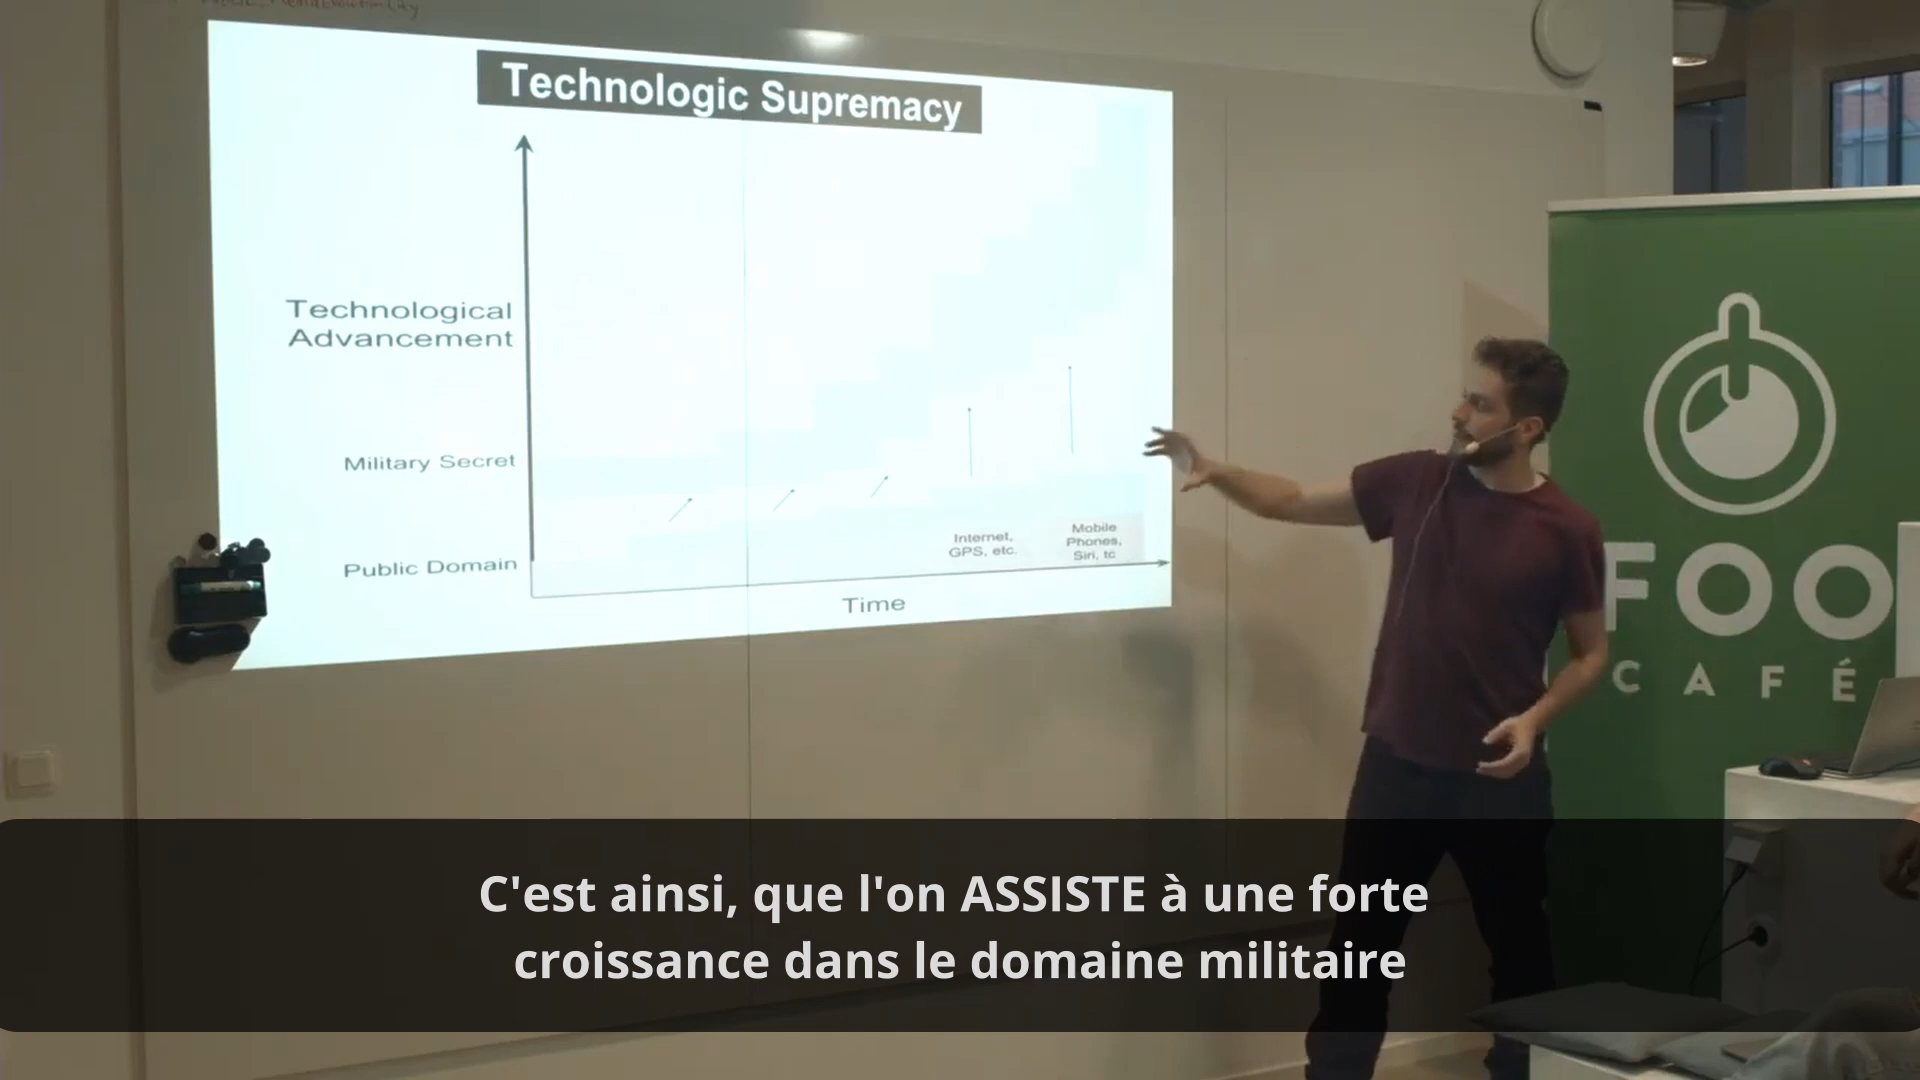 Technologic Supremacy
Technological
Advancement
Military Secret
Public Domain
Internet,
GPS, etc.
Mobile
Phones,
Siri, tc
Time
FOO
CAFÉ
C'est ainsi, que l'on ASSISTE à une forte
croissance dans le domaine militaire